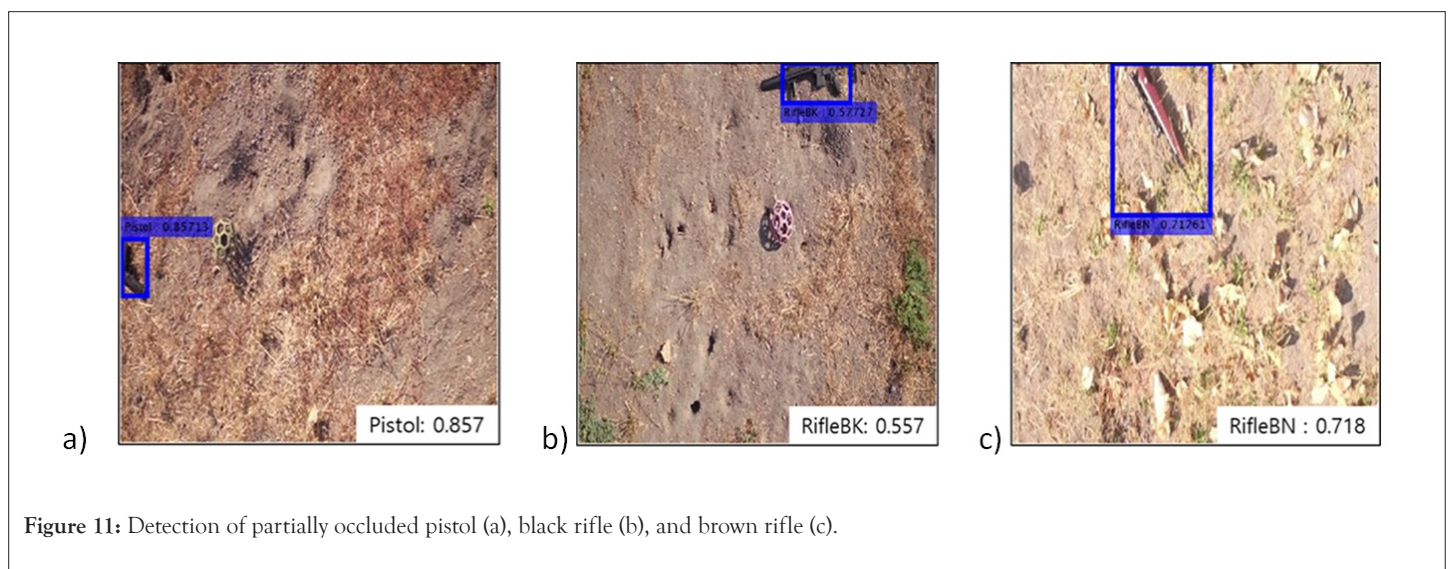 Pistol : 0.85713
Pistol: 0.857
a)
RifleBK : 0.57727
RifleBK: 0.557
b)
RifleBN : 0.71761
RifleBN : 0.718
c)
Figure 11: Detection of partially occluded pistol (a), black rifle (b), and brown rifle (c).